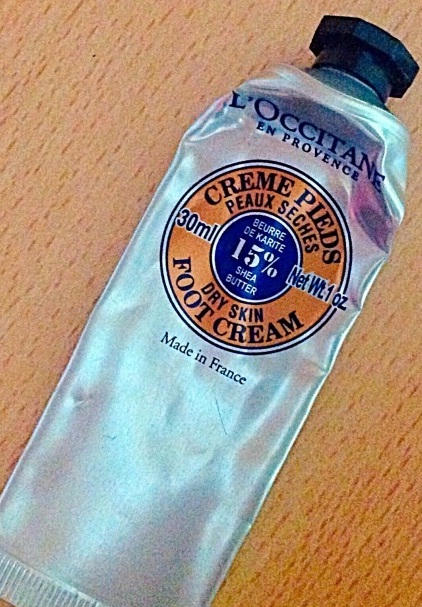 L'OCCITANE
EN PROVENCE
CREME PIEDS
PEAUX SECHES
30ml
BEURRE
DE KARITE
15%
SHEA
BUTTER
Net Wt. 1 oz
DRY SKIN
FOOT CREAM
Made in France